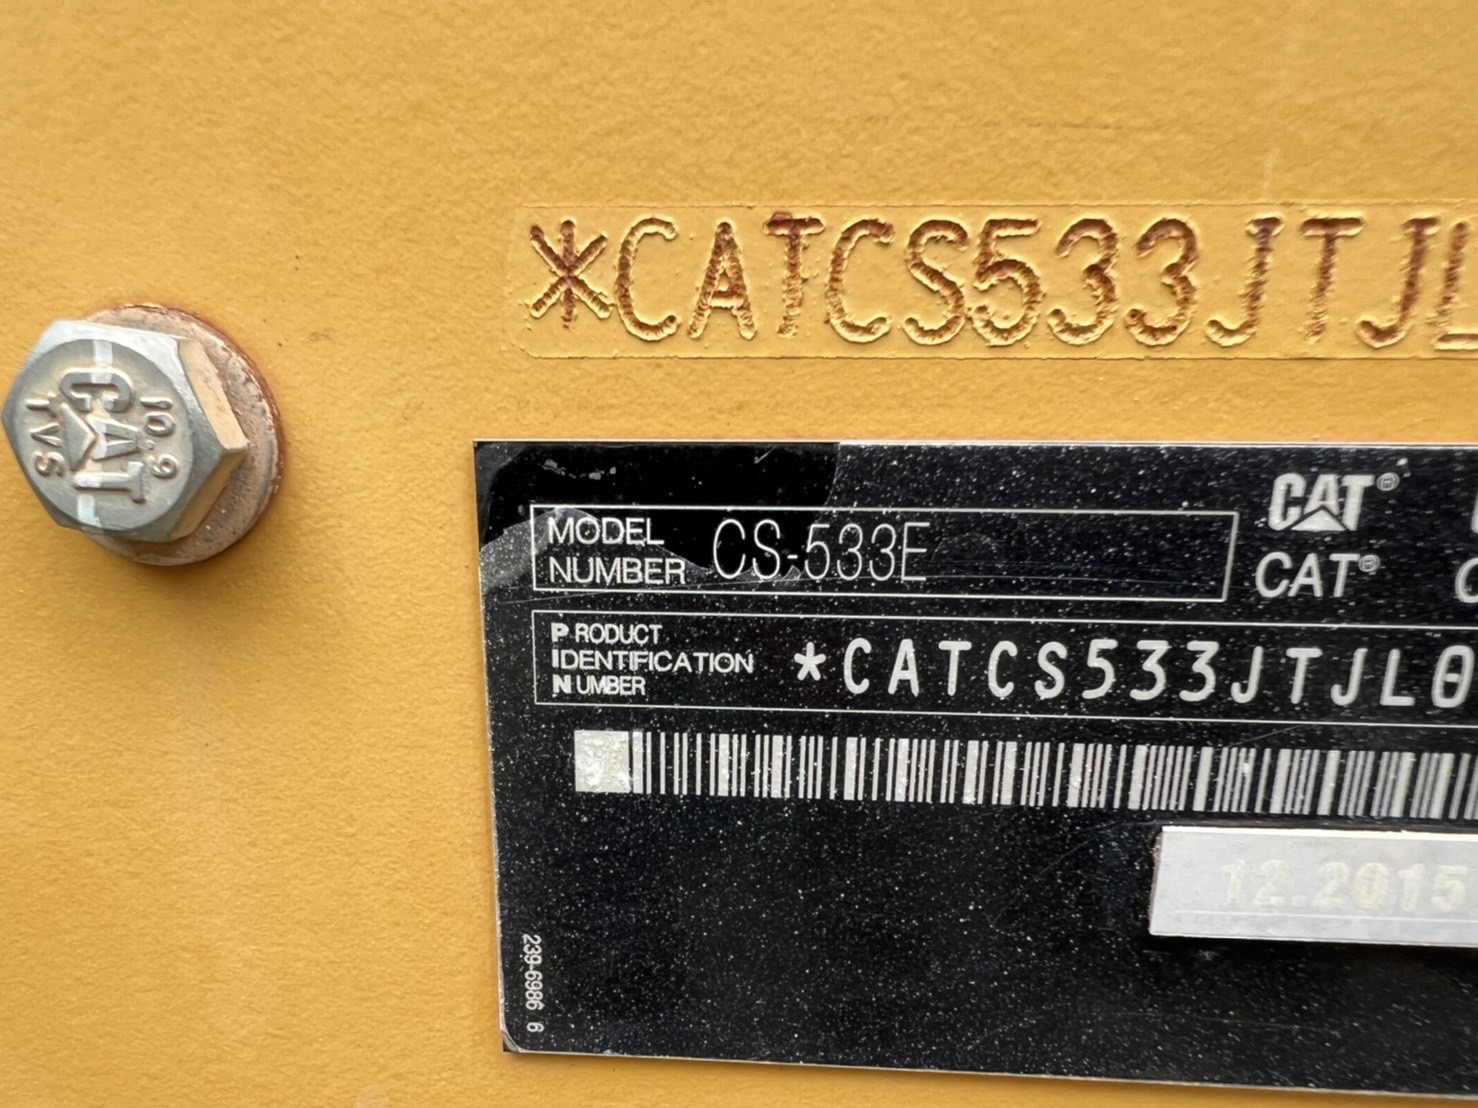 *CATCS533JTJL
CAT
10.9
SAT
CAT®
MODEL NUMBER CS-533E
CAT®
PRODUCT
IDENTIFICATION
NUMBER
*CATCS533JTJL0
12.2015
239-6986 6